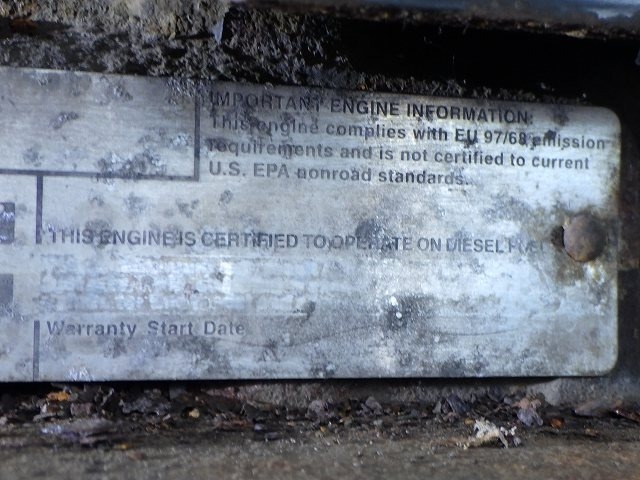 IMPORTANT ENGINE INFORMATION:
This engine complies with EU 97/68 emission
requirements and is not certified to current
U.S. EPA nonroad standards.
THIS ENGINE IS CERTIFIED TO OPERATE ON DIESEL FUEL
Warranty Start Date